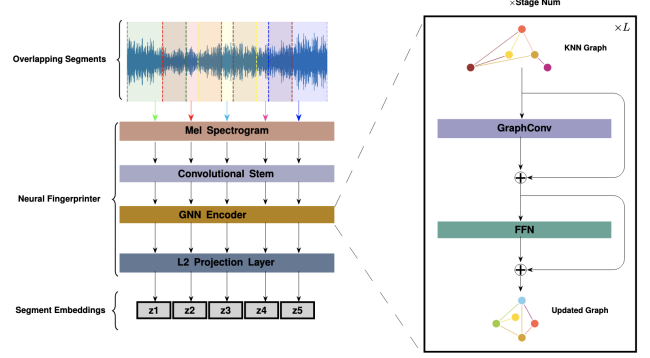 ×Stage Num
×L
Overlapping Segments
KNN Graph
Mel Spectrogram
GraphConv
Convolutional Stem
Neural Fingerprinter
GNN Encoder
FFN
L2 Projection Layer
Segment Embeddings
z1 z2 z3 z4 z5
Updated Graph